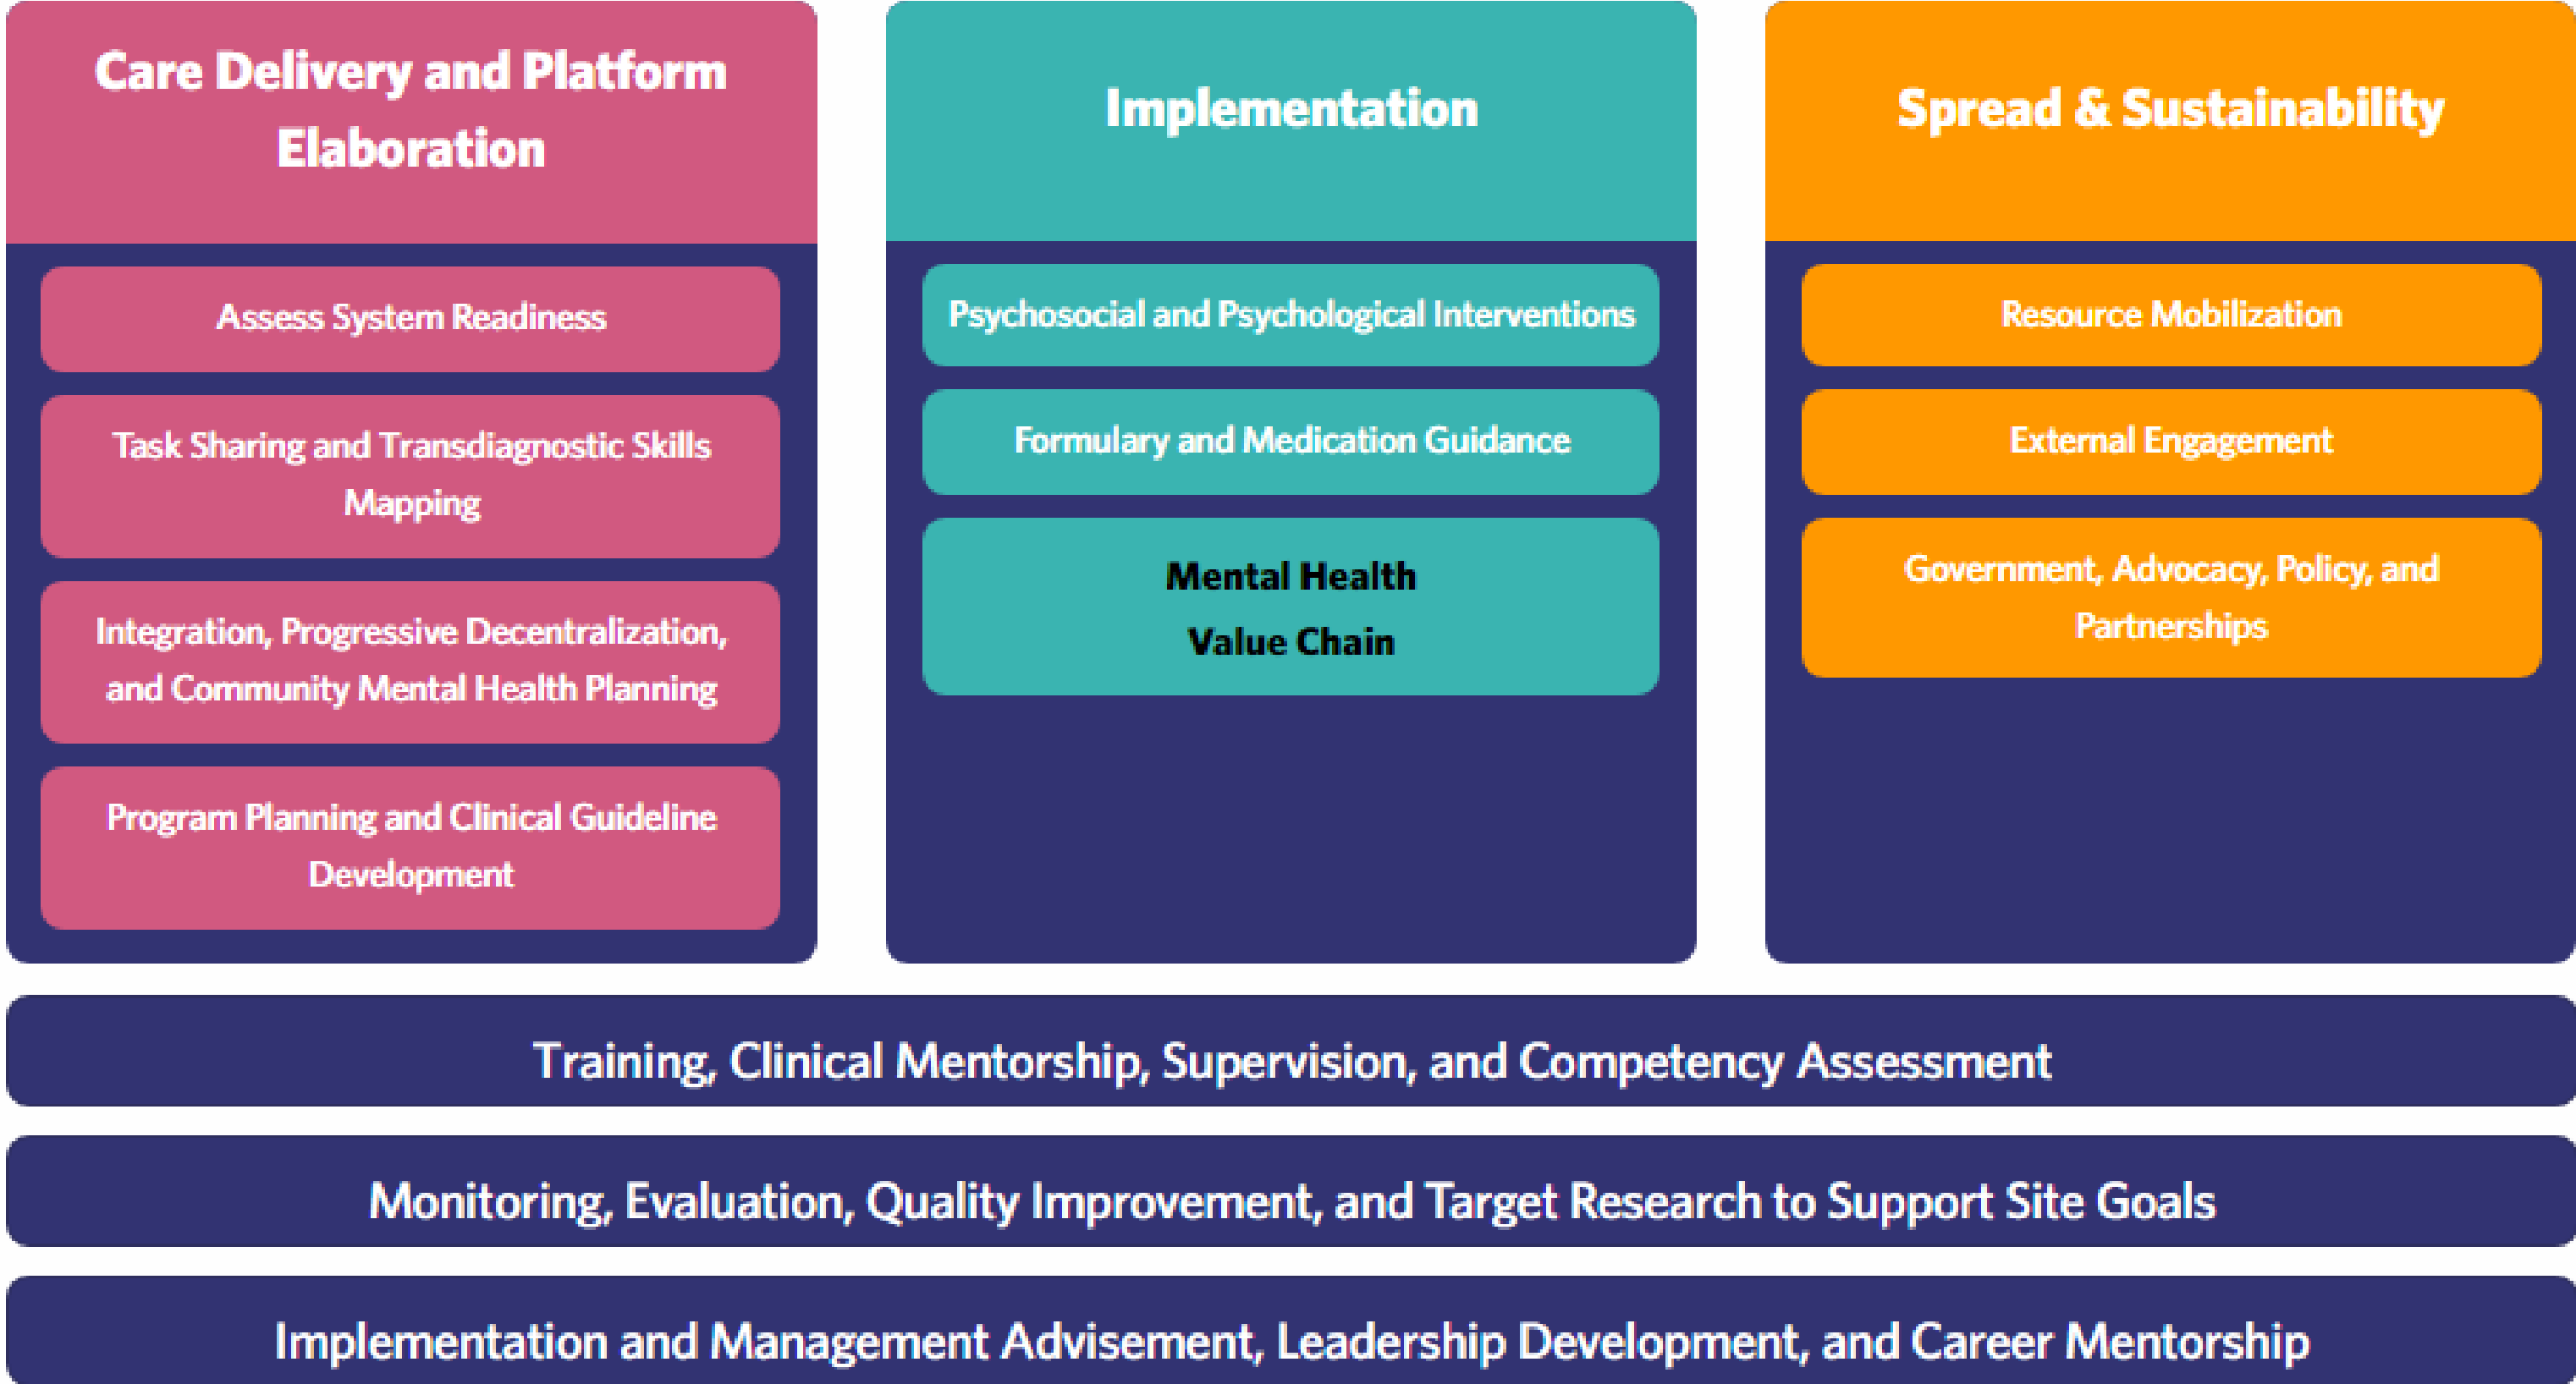 Care Delivery and Platform
Elaboration
Assess System Readiness
Task Sharing and Transdiagnostic Skills
Mapping
Integration, Progressive Decentralization,
and Community Mental Health Planning
Program Planning and Clinical Guideline
Development
Implementation
Psychosocial and Psychological Interventions
Formulary and Medication Guidance
Mental Health
Value Chain
Spread & Sustainability
Resource Mobilization
External Engagement
Government, Advocacy, Policy, and
Partnerships
Training, Clinical Mentorship, Supervision, and Competency Assessment
Monitoring, Evaluation, Quality Improvement, and Target Research to Support Site Goals
Implementation and Management Advisement, Leadership Development, and Career Mentorship